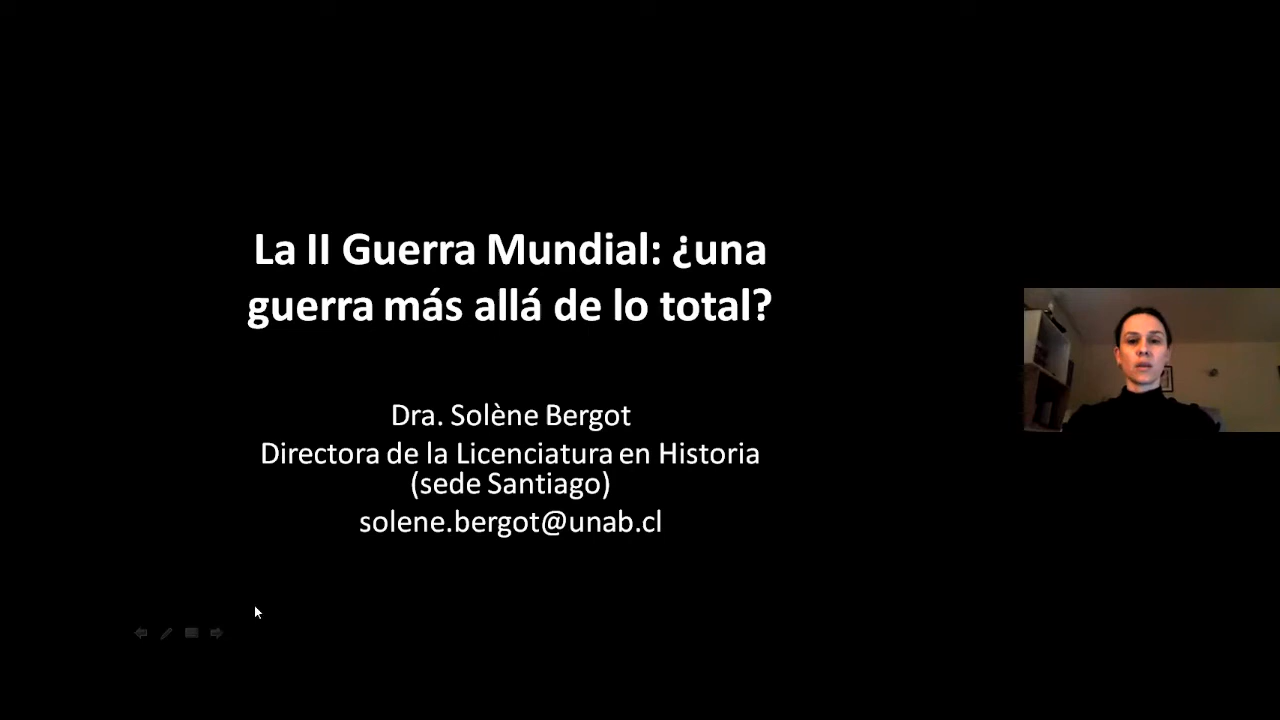 La II Guerra Mundial: ¿una
guerra más allá de lo total?
Dra. Solène Bergot
Directora de la Licenciatura en Historia
(sede Santiago)
solene.bergot@unab.cl